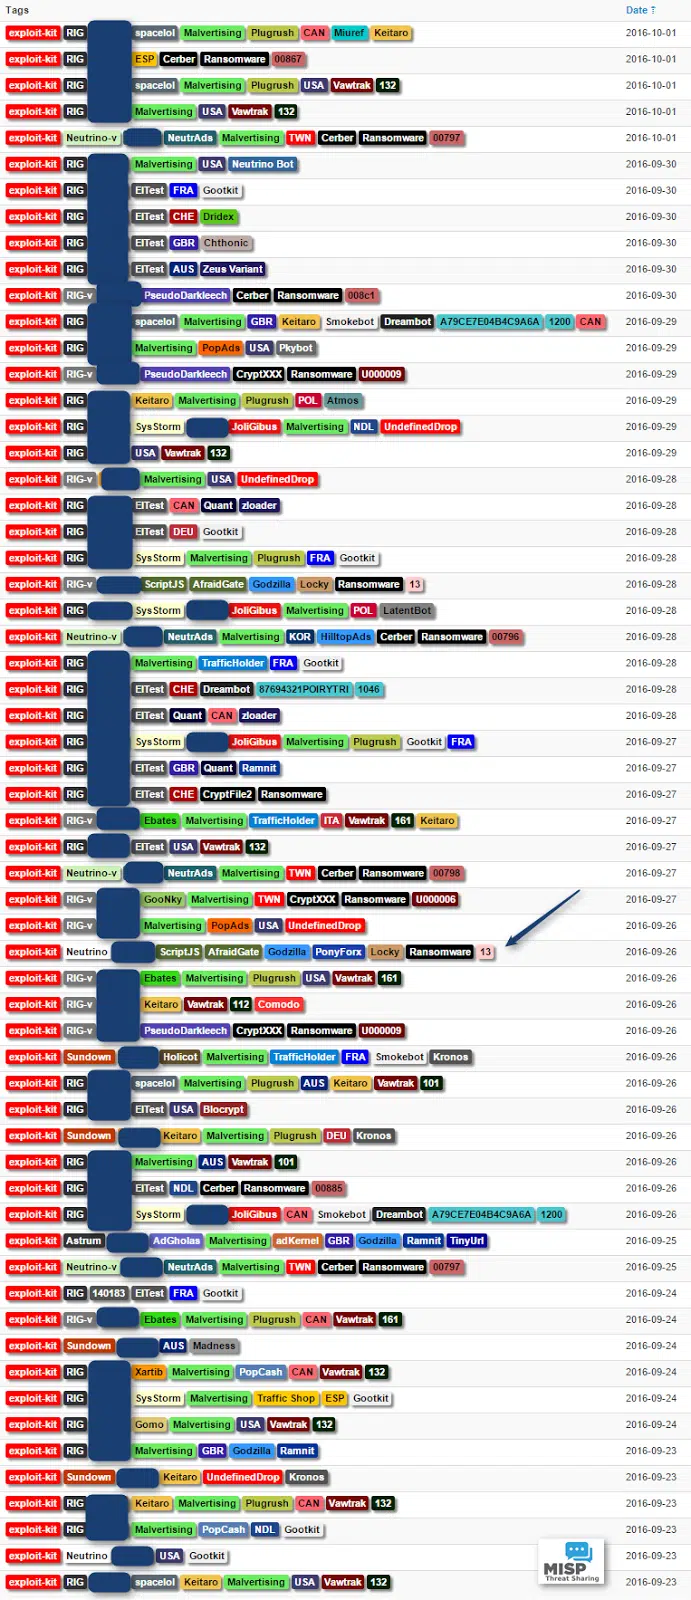 Tags Date
exploit-kit RIG spacelol Malvertising Plugrush CAN Miuref Keitaro 2016-10-01
exploit-kit RIG ESP Cerber Ransomware 00867 2016-10-01
exploit-kit RIG spacelol Malvertising Plugrush USA Vawtrak 132 2016-10-01
exploit-kit RIG Malvertising USA Vawtrak 132 2016-10-01
exploit-kit Neutrino-v NeutrAds Malvertising TWN Cerber Ransomware 00797 2016-10-01
exploit-kit RIG Malvertising USA Neutrino Bot 2016-09-30
exploit-kit RIG EITest FRA Gootkit 2016-09-30
exploit-kit RIG EITest CHE Dridex 2016-09-30
exploit-kit RIG EITest GBR Chthonic 2016-09-30
exploit-kit RIG EITest AUS Zeus Variant 2016-09-30
exploit-kit RIG-v PseudoDarkleech Cerber Ransomware 008c1 2016-09-30
exploit-kit RIG spacelol Malvertising GBR Keitaro Smokebot Dreambot A79CE7E04B4C9A6A 1200 CAN 2016-09-29
exploit-kit RIG Malvertising PopAds USA Pkybot 2016-09-29
exploit-kit RIG-v PseudoDarkleech CryptXXX Ransomware U000009 2016-09-29
exploit-kit RIG Keitaro Malvertising Plugrush POL Atmos 2016-09-29
exploit-kit RIG SysStorm JoliGibus Malvertising NDL UndefinedDrop 2016-09-29
exploit-kit RIG USA Vawtrak 132 2016-09-29
exploit-kit RIG-v Malvertising USA UndefinedDrop 2016-09-28
exploit-kit RIG EITest CAN Quant zloader 2016-09-28
exploit-kit RIG EITest DEU Gootkit 2016-09-28
exploit-kit RIG SysStorm Malvertising Plugrush FRA Gootkit 2016-09-28
exploit-kit RIG-v ScriptJS AfraidGate Godzilla Locky Ransomware 13 2016-09-28
exploit-kit RIG SysStorm JoliGibus Malvertising POL LatentBot 2016-09-28
exploit-kit Neutrino-v NeutrAds Malvertising KOR HilltopAds Cerber Ransomware 00796 2016-09-28
exploit-kit RIG Malvertising TrafficHolder FRA Gootkit 2016-09-28
exploit-kit RIG EITest CHE Dreambot 87694321POIRYTRI 1046 2016-09-28
exploit-kit RIG EITest Quant CAN zloader 2016-09-28
exploit-kit RIG SysStorm JoliGibus Malvertising Plugrush Gootkit FRA 2016-09-27
exploit-kit RIG EITest GBR Quant Ramnit 2016-09-27
exploit-kit RIG EITest CHE CryptFile2 Ransomware 2016-09-27
exploit-kit RIG-v Ebates Malvertising TrafficHolder ITA Vawtrak 161 Keitaro 2016-09-27
exploit-kit RIG EITest USA Vawtrak 132 2016-09-27
exploit-kit Neutrino-v NeutrAds Malvertising TWN Cerber Ransomware 00798 2016-09-27
exploit-kit RIG-v GooNky Malvertising TWN CryptXXX Ransomware U000006 2016-09-27
exploit-kit RIG-v Malvertising PopAds USA UndefinedDrop 2016-09-26
exploit-kit Neutrino ScriptJS AfraidGate Godzilla PonyForx Locky Ransomware 13 2016-09-26
exploit-kit RIG-v Ebates Malvertising Plugrush USA Vawtrak 161 2016-09-26
exploit-kit RIG-v Keitaro Vawtrak 112 Comodo 2016-09-26
exploit-kit RIG-v PseudoDarkleech CryptXXX Ransomware U000009 2016-09-26
exploit-kit Sundown Holicot Malvertising TrafficHolder FRA Smokebot Kronos 2016-09-26
exploit-kit RIG spacelol Malvertising Plugrush AUS Keitaro Vawtrak 101 2016-09-26
exploit-kit RIG EITest USA Blocrypt 2016-09-26
exploit-kit Sundown Keitaro Malvertising Plugrush DEU Kronos 2016-09-26
exploit-kit RIG Malvertising AUS Vawtrak 101 2016-09-26
exploit-kit RIG EITest NDL Cerber Ransomware 00885 2016-09-26
exploit-kit RIG SysStorm JoliGibus CAN Smokebot Dreambot A79CE7E04B4C9A6A 1200 2016-09-26
exploit-kit Astrum AdGholas Malvertising adKernel GBR Godzilla Ramnit TinyUrl 2016-09-25
exploit-kit Neutrino-v NeutrAds Malvertising TWN Cerber Ransomware 00797 2016-09-25
exploit-kit RIG 140183 EITest FRA Gootkit 2016-09-24
exploit-kit RIG-v Ebates Malvertising Plugrush CAN Vawtrak 161 2016-09-24
exploit-kit Sundown AUS Madness 2016-09-24
exploit-kit RIG Xartib Malvertising PopCash CAN Vawtrak 132 2016-09-24
exploit-kit RIG SysStorm Malvertising Traffic Shop ESP Gootkit 2016-09-24
exploit-kit RIG Gomo Malvertising USA Vawtrak 132 2016-09-24
exploit-kit RIG Malvertising GBR Godzilla Ramnit 2016-09-23
exploit-kit Sundown Keitaro UndefinedDrop Kronos 2016-09-23
exploit-kit RIG Keitaro Malvertising Plugrush CAN Vawtrak 132 2016-09-23
exploit-kit RIG Malvertising PopCash NDL Gootkit 2016-09-23
exploit-kit Neutrino USA Gootkit 2016-09-23
exploit-kit RIG spacelol Keitaro Malvertising USA Vawtrak 132 2016-09-23
MISP
Threat Sharing